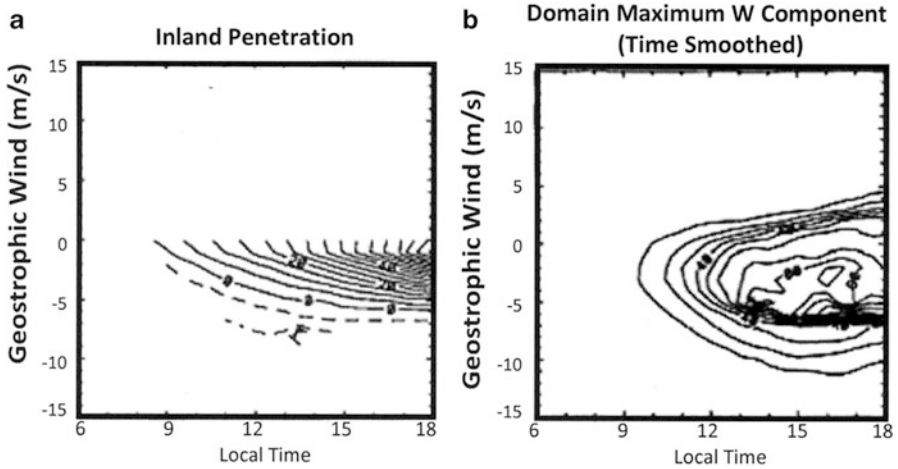 a
Inland Penetration
Geostrophic Wind (m/s)
15
10
5
0
-5
-10
-15
6
9
12
15
18
Local Time
b
Domain Maximum W Component
(Time Smoothed)
Geostrophic Wind (m/s)
15
10
5
0
-5
-10
-15
6
9
12
15
18
Local Time